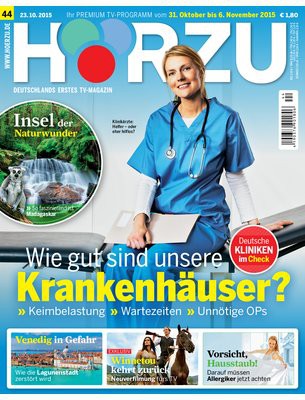 44
23.10.2015
Ihr PREMIUM TV-PROGRAMM vom 31. Oktober bis 6. November 2015
€ 1,80
WWW.HOERZU.DE
HÖRZU
DEUTSCHLANDS ERSTES TV-MAGAZIN
Insel der
Naturwunder
» So faszinierend ist
Madagaskar
Klinikärzte:
Helfer – oder
eher hilflos?
Deutsche
KLINIKEN
im Check
Wie gut sind unsere
Krankenhäuser?
» Keimbelastung » Wartezeiten » Unnötige OPs
Venedig in Gefahr
Wie die Lagunenstadt
zerstört wird
EXKLUSIV
Winnetou
kehrt zurück
Neuverfilmung fürs TV
Vorsicht,
Hausstaub!
Darauf müssen
Allergiker jetzt achten